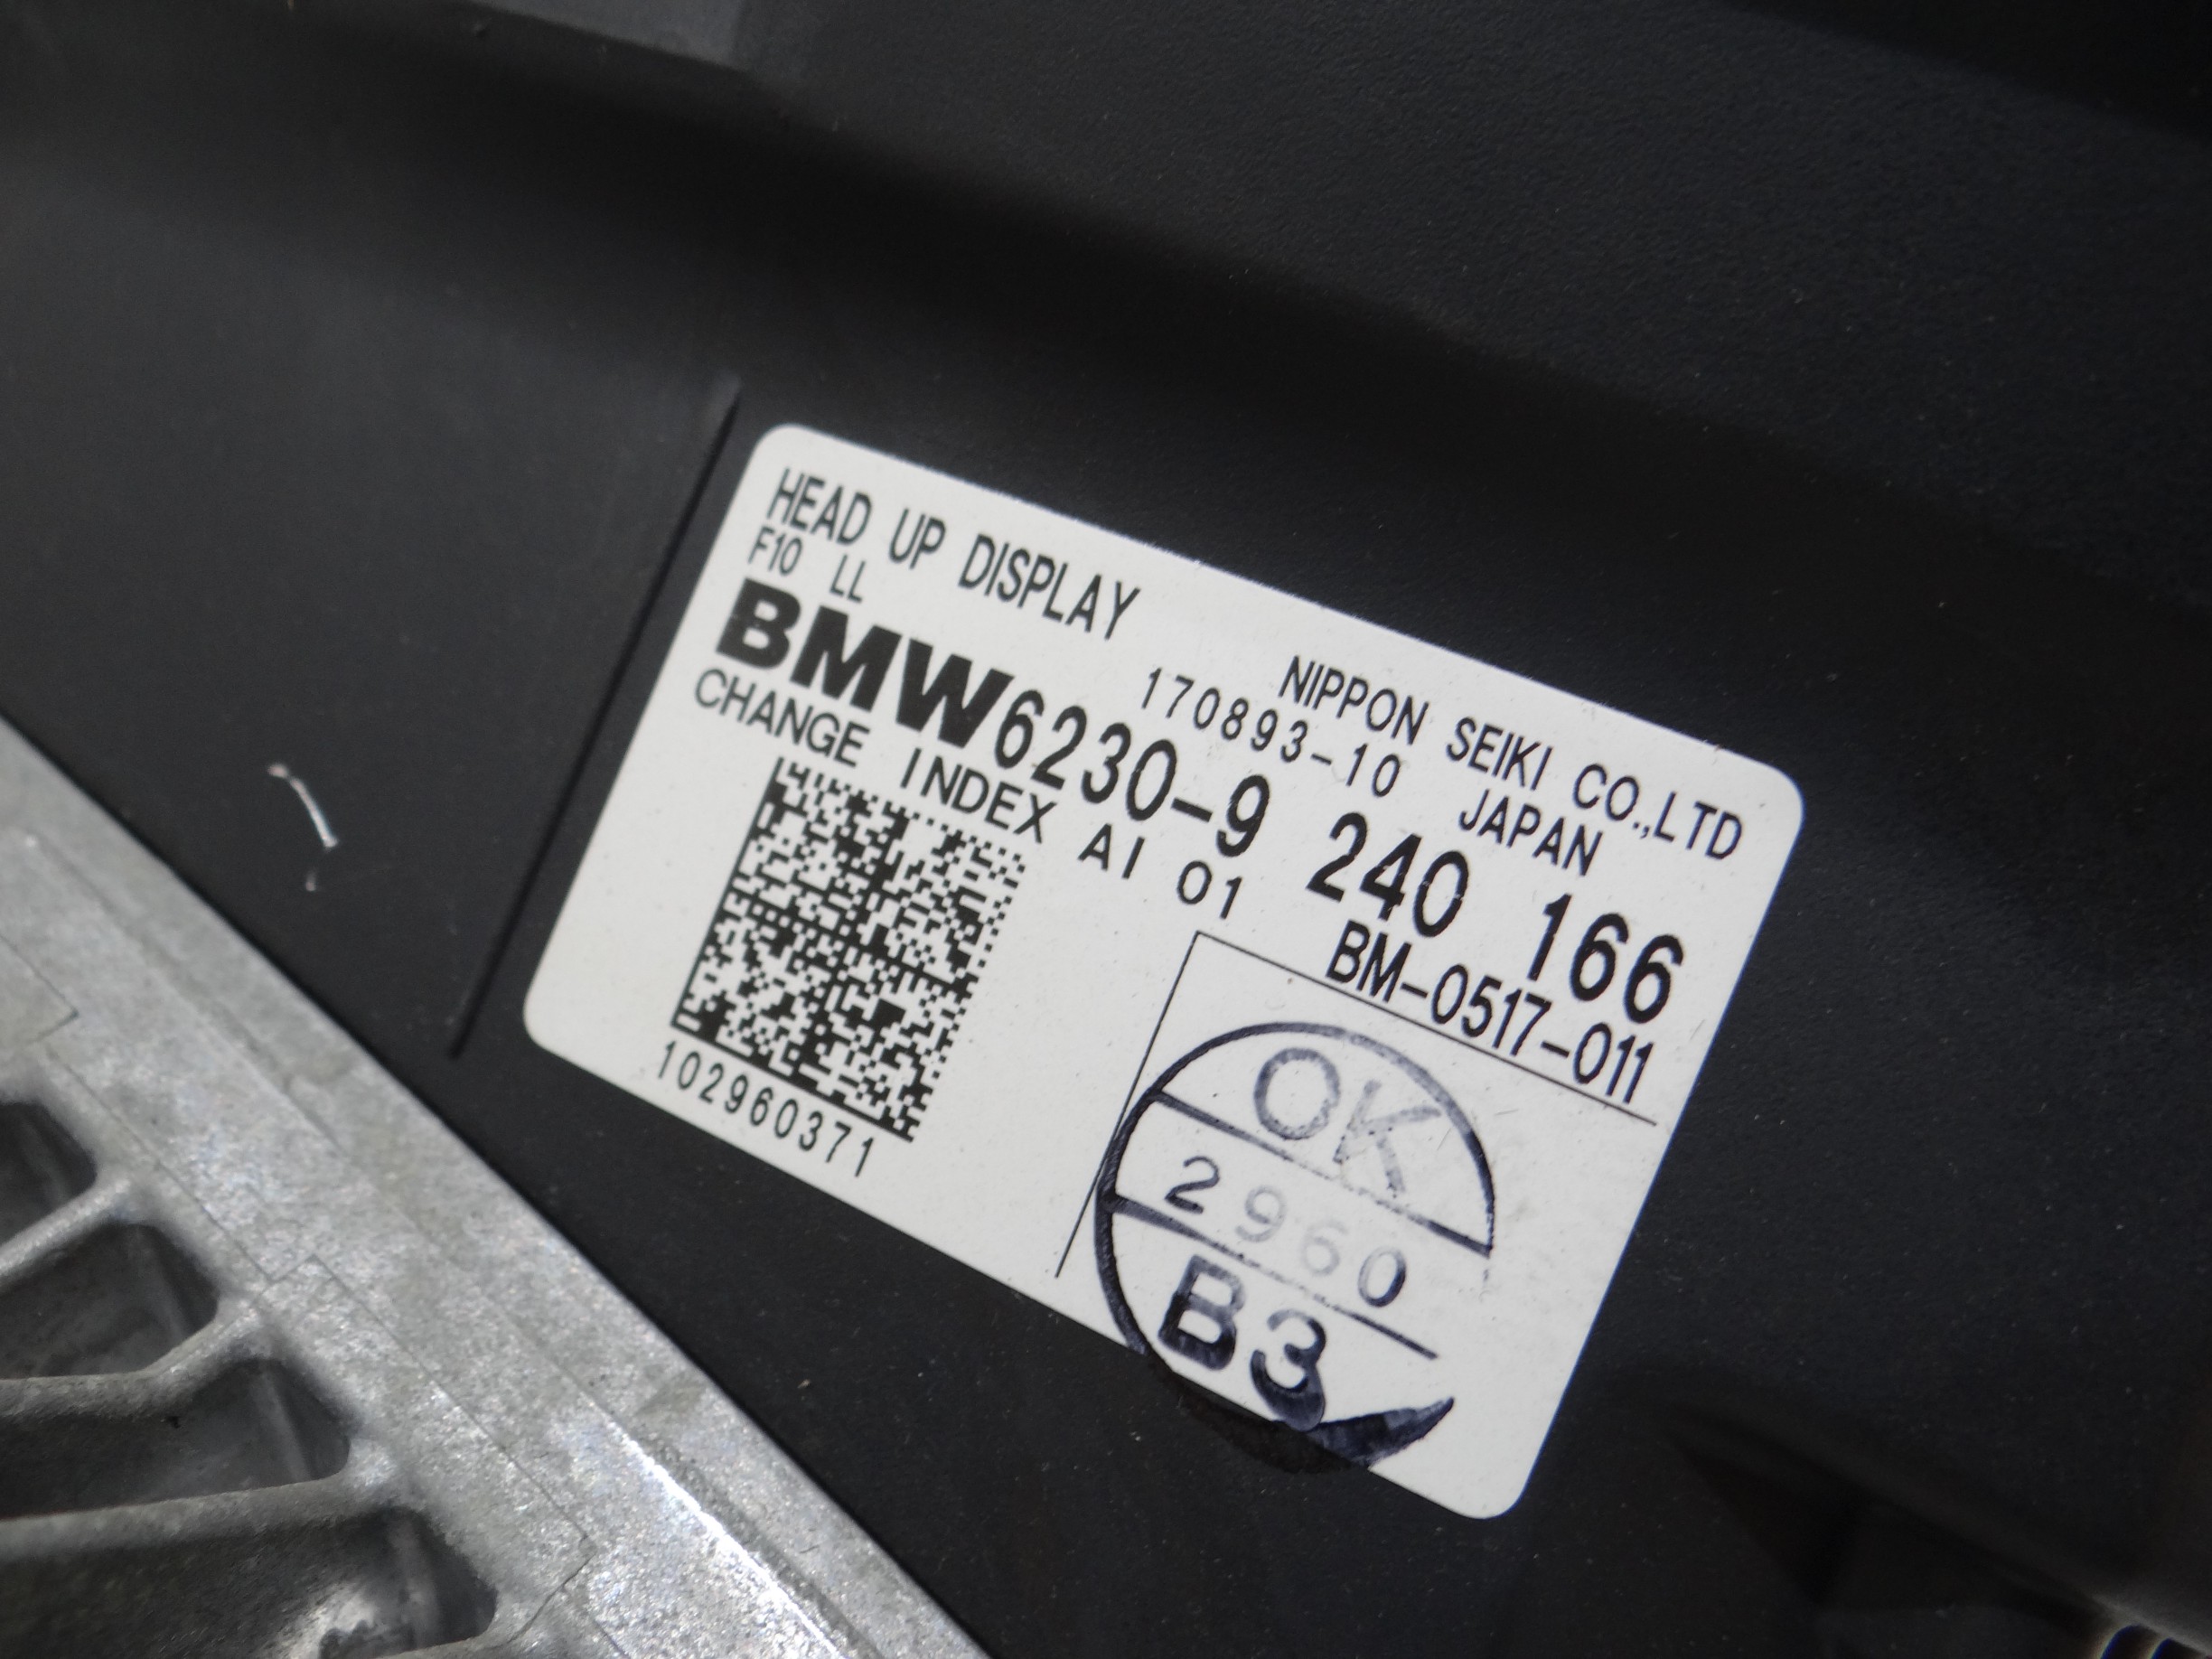 HEAD UP DISPLAY
F10 LL
NIPPON SEIKI CO.,LTD
170893-10 JAPAN
BMW6230-9 240 166
CHANGE INDEX AI 01
BM-0517-011
102960371
OK
2960
B3